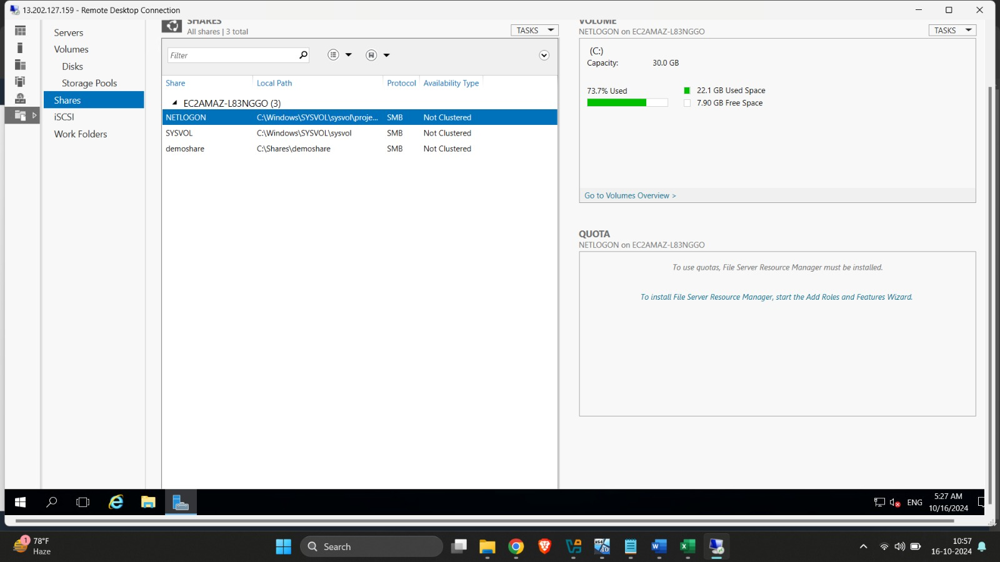 13.202.127.159 - Remote Desktop Connection
Servers
Volumes
Disks
Storage Pools
Shares
iSCSI
Work Folders
SHARES
All shares | 3 total
TASKS
Filter
Share Local Path Protocol Availability Type
EC2AMAZ-L83NGGO (3)
NETLOGON C:\Windows\SYSVOL\sysvol\proje... SMB Not Clustered
SYSVOL C:\Windows\SYSVOL\sysvol SMB Not Clustered
demoshare C:\Shares\demoshare SMB Not Clustered
VOLUME
NETLOGON on EC2AMAZ-L83NGGO
TASKS
(C:)
Capacity: 30.0 GB
73.7% Used
22.1 GB Used Space
7.90 GB Free Space
Go to Volumes Overview >
QUOTA
NETLOGON on EC2AMAZ-L83NGGO
To use quotas, File Server Resource Manager must be installed.
To install File Server Resource Manager, start the Add Roles and Features Wizard.
ENG
5:27 AM
10/16/2024
1
78°F
Haze
Search
X64
10
W
X
10:57
16-10-2024